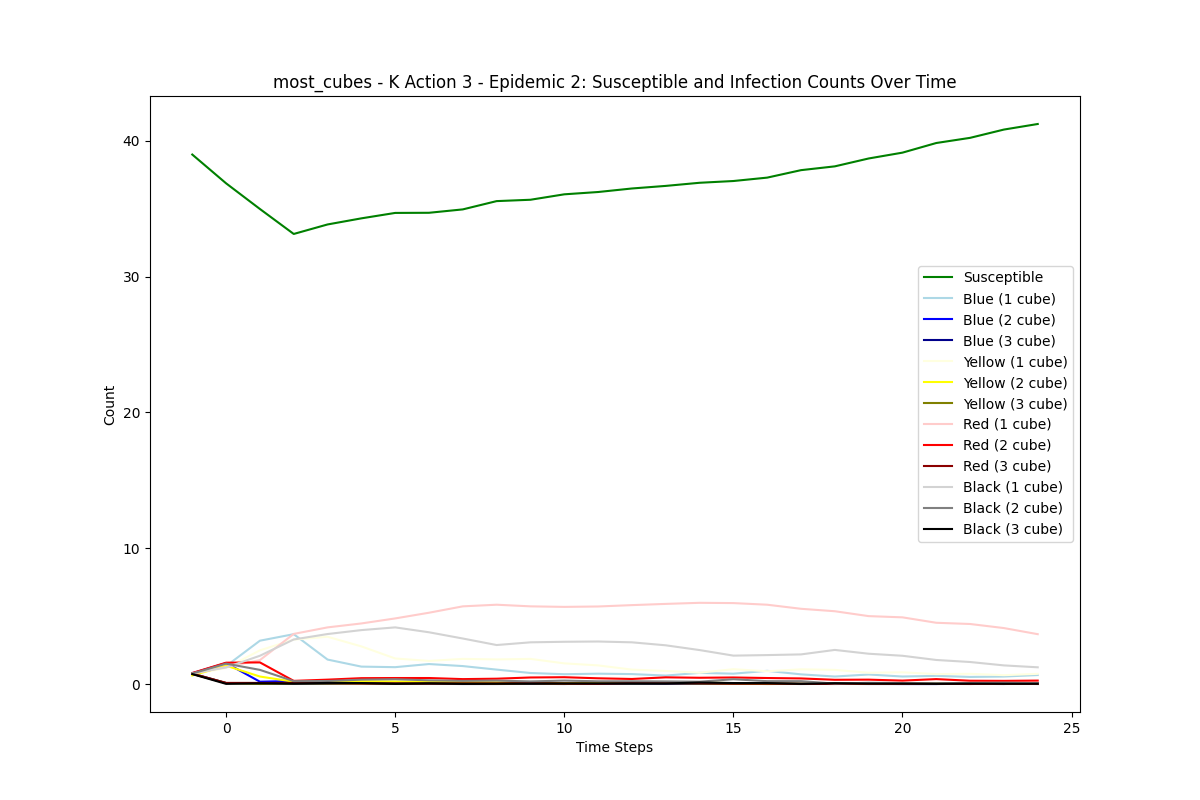 most_cubes - K Action 3 - Epidemic 2: Susceptible and Infection Counts Over Time
40
30
20
10
0
Count
Susceptible
Blue (1 cube)
Blue (2 cube)
Blue (3 cube)
Yellow (1 cube)
Yellow (2 cube)
Yellow (3 cube)
Red (1 cube)
Red (2 cube)
Red (3 cube)
Black (1 cube)
Black (2 cube)
Black (3 cube)
0 5 10 15 20 25
Time Steps